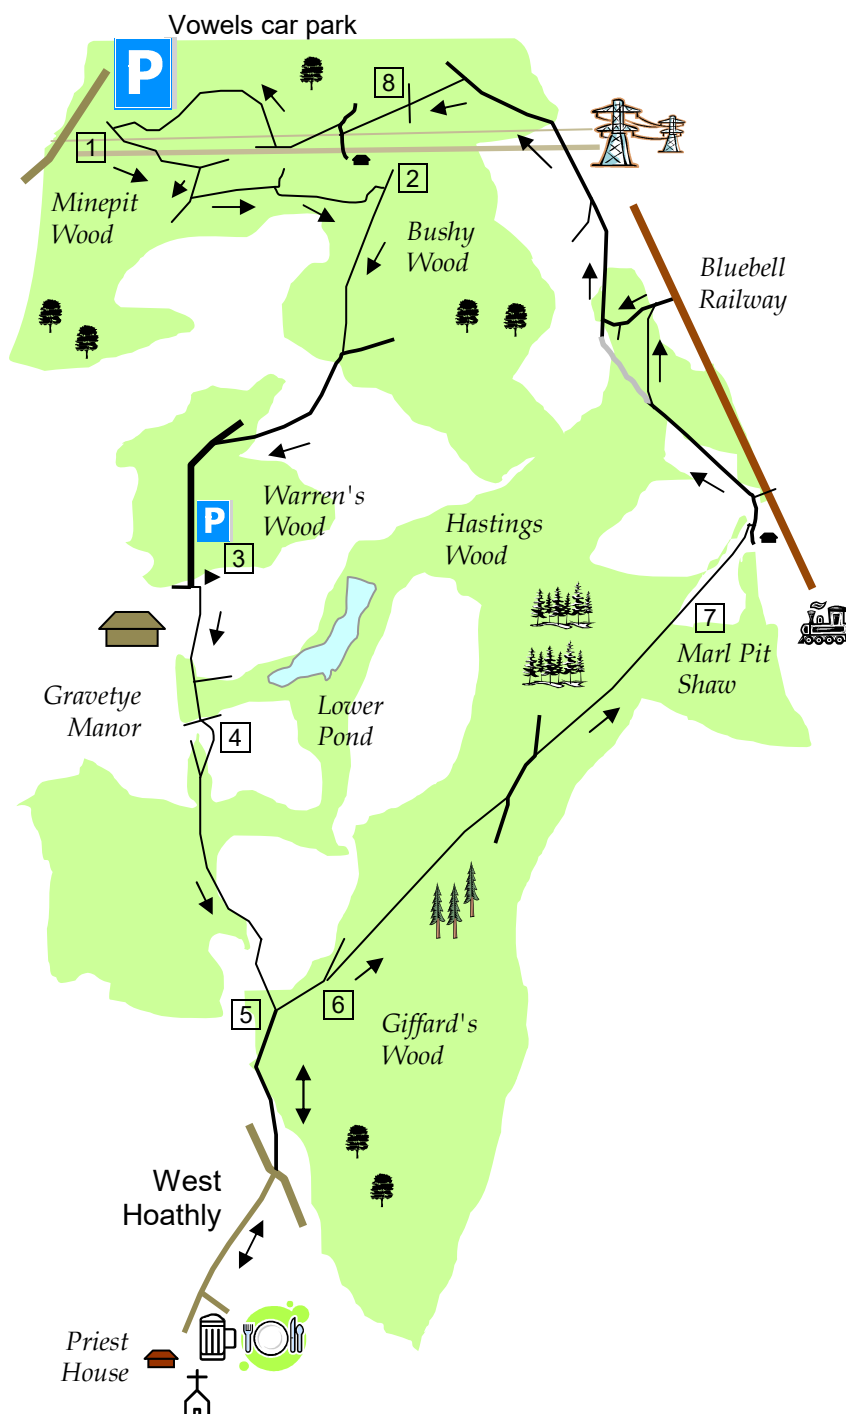 Vowels car park
P
8
1
2
Minepit
Wood
Bushy
Wood
Bluebell
Railway
P
Warren's
Wood
Hastings
Wood
3
7
Marl Pit
Shaw
Gravetye
Manor
Lower
Pond
4
5
6
Giffard's
Wood
West
Hoathly
Priest
House